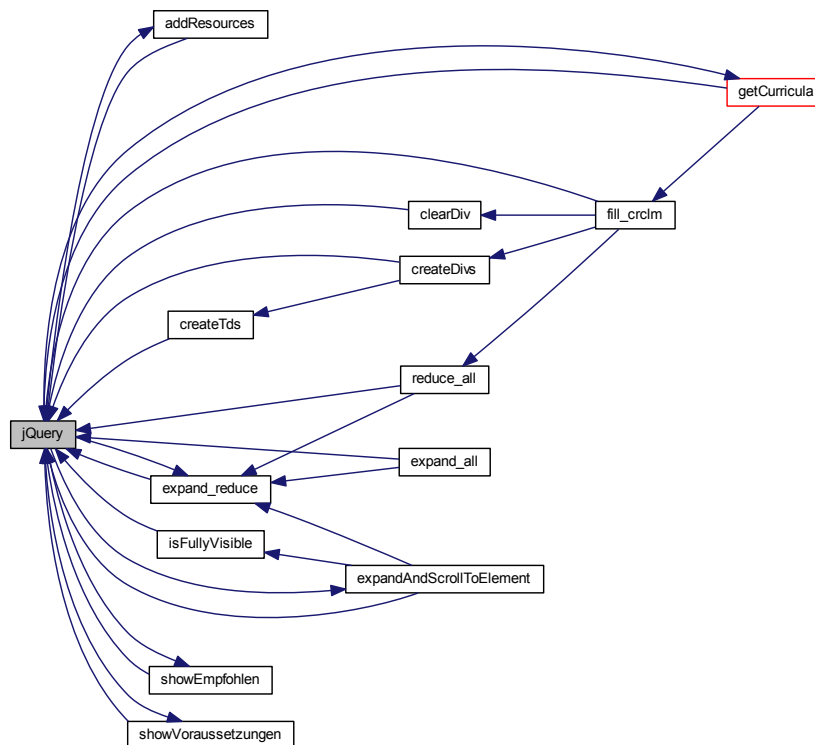 addResources
getCurricula
clearDiv
fill_crclm
createDivs
createTds
reduce_all
jQuery
expand_all
expand_reduce
isFullyVisible
expandAndScrollToElement
showEmpfohlen
showVoraussetzungen